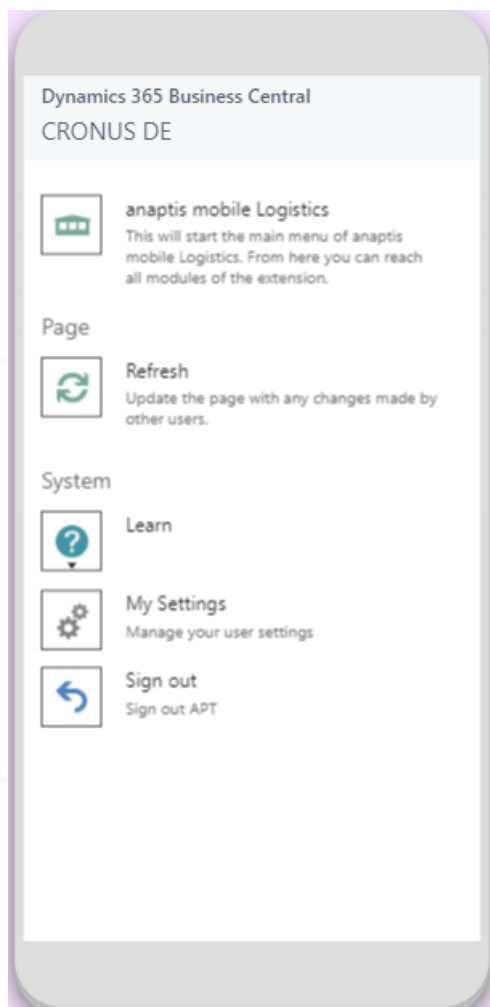 Dynamics 365 Business Central
CRONUS DE
anaptis mobile Logistics
This will start the main menu of anaptis
mobile Logistics. From here you can reach
all modules of the extension.
Page
Refresh
Update the page with any changes made by
other users.
System
?
Learn
My Settings
Manage your user settings
Sign out
Sign out APT